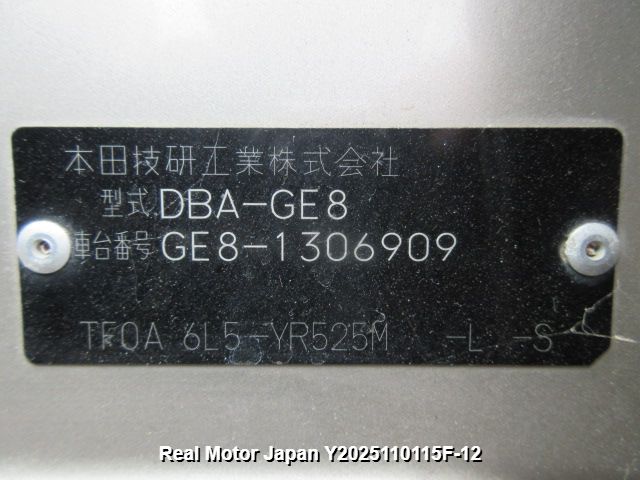 本田技研工業株式会社
型式 DBA-GE8
車台番号 GE8-1306909
TF0A 6L5-YR525M -L -S
Real Motor Japan Y2025110115F-12